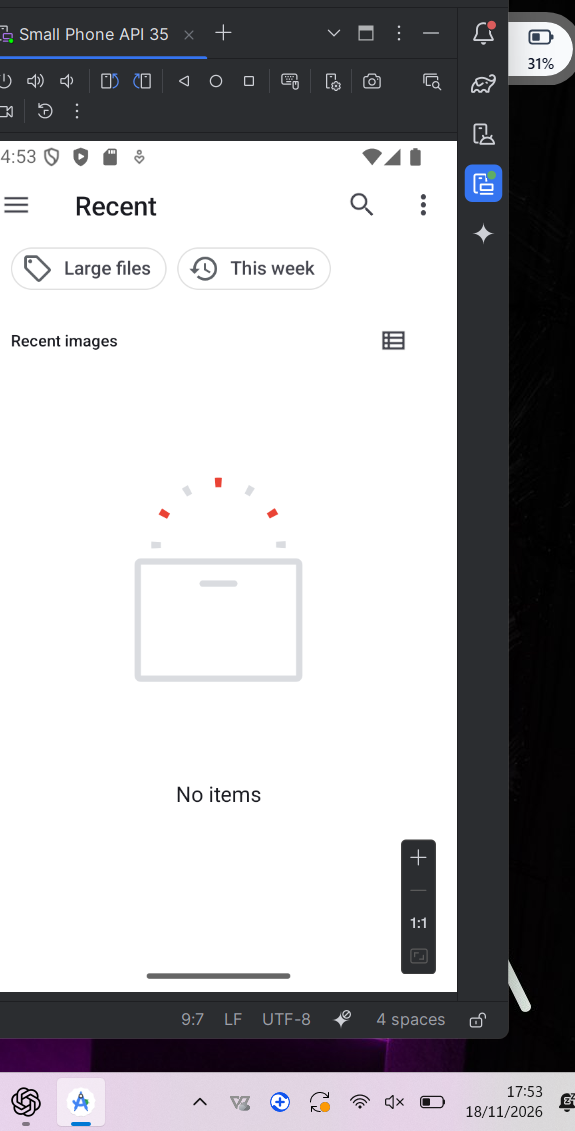 Small Phone API 35
31%
4:53
Recent
Large files
This week
Recent images
No items
1:1
9:7 LF UTF-8 4 spaces
17:53
18/11/2026